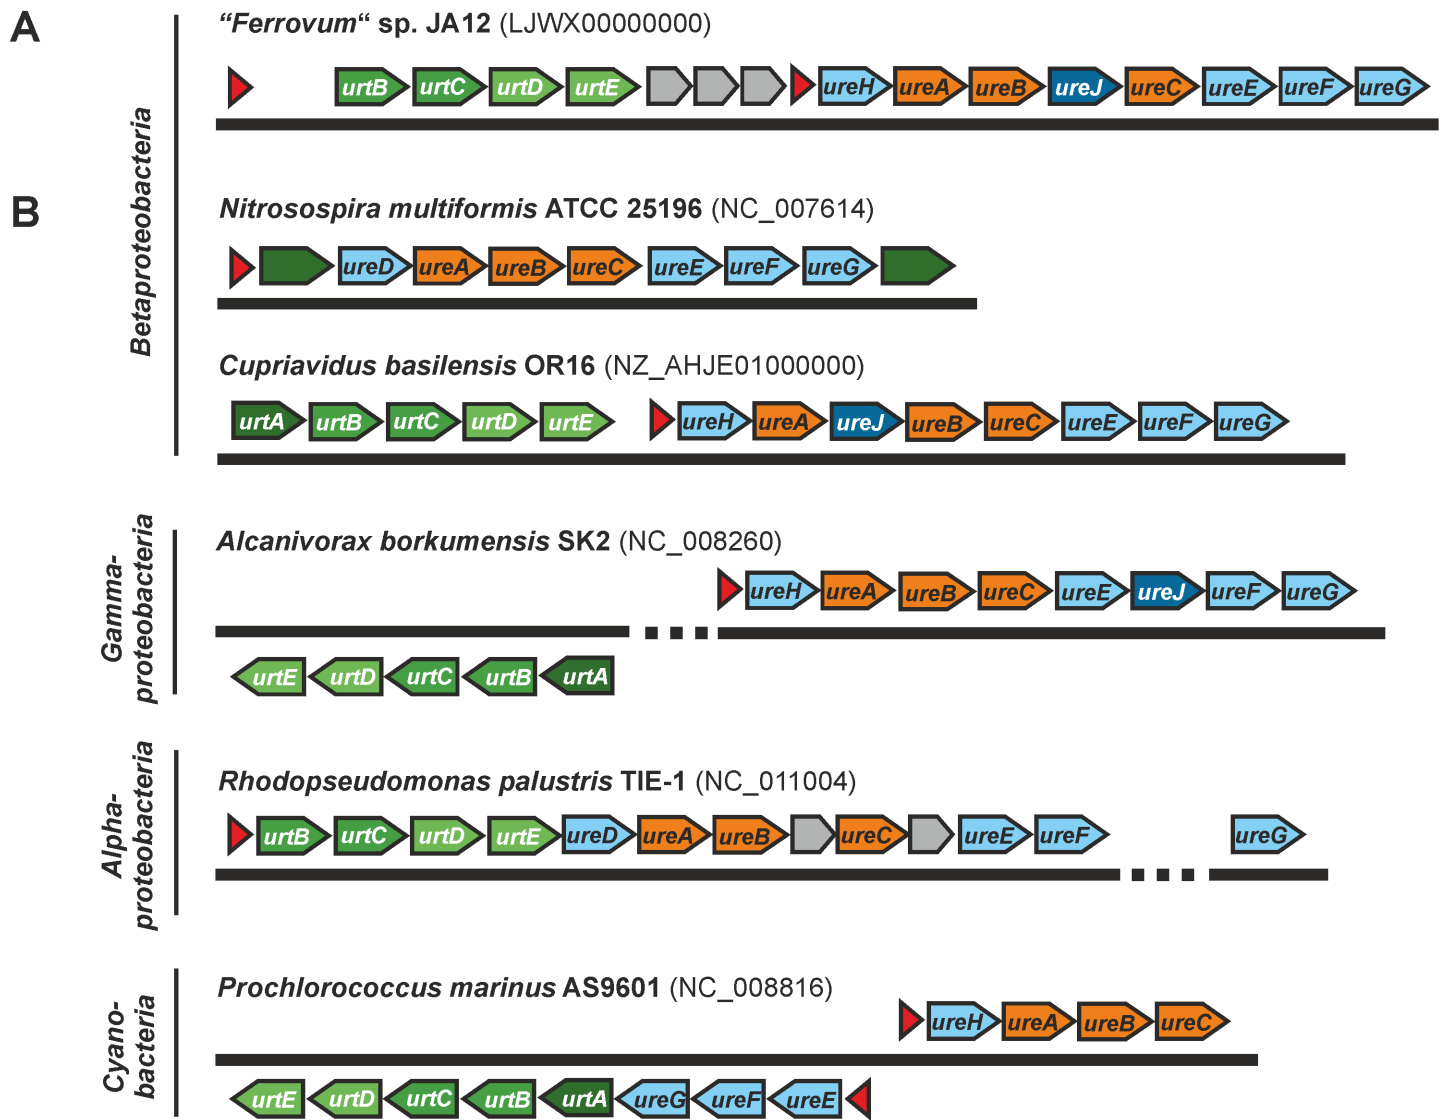 A
“Ferrovum“ sp. JA12 (LJWX00000000)
urtB urtC urtD urtE ureH ureA ureB ureJ ureC ureE ureF ureG
Betaproteobacteria
B
Nitrosospira multiformis ATCC 25196 (NC_007614)
ureD ureA ureB ureC ureE ureF ureG
Cupriavidus basilensis OR16 (NZ_AHJE01000000)
urtA urtB urtC urtD urtE ureH ureA ureJ ureB ureC ureE ureF ureG
Gamma-
proteobacteria
Alcanivorax borkumensis SK2 (NC_008260)
ureH ureA ureB ureC ureE ureJ ureF ureG
urtE urtD urtC urtB urtA
Alpha-
proteobacteria
Rhodopseudomonas palustris TIE-1 (NC_011004)
urtB urtC urtD urtE ureD ureA ureB ureC ureE ureF ureG
Cyano-
bacteria
Prochlorococcus marinus AS9601 (NC_008816)
ureH ureA ureB ureC
urtE urtD urtC urtB urtA ureG ureF ureE